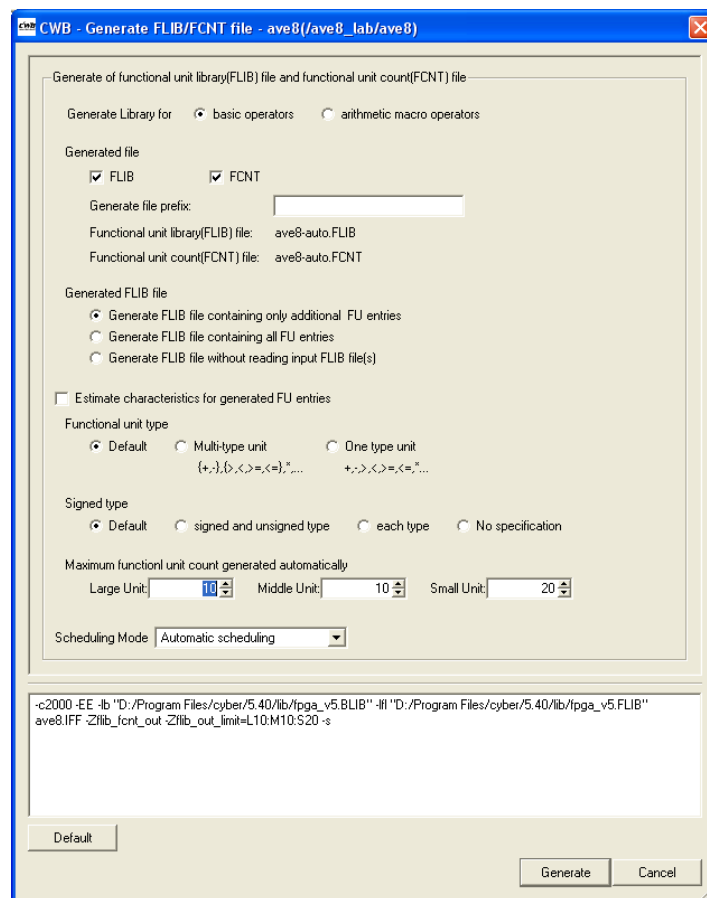 CWB - Generate FLIB/FCNT file - ave8(/ave8_lab/ave8)
Generate of functional unit library(FLIB) file and functional unit count(FCNT) file
Generate Library for basic operators arithmetic macro operators
Generated file
FLIB FCNT
Generate file prefix:
Functional unit library(FLIB) file: ave8-auto.FLIB
Functional unit count(FCNT) file: ave8-auto.FCNT
Generated FLIB file
Generate FLIB file containing only additional FU entries
Generate FLIB file containing all FU entries
Generate FLIB file without reading input FLIB file(s)
Estimate characteristics for generated FU entries
Functional unit type
Default Multi-type unit One type unit
{+,-},{>,<,>=,<=},*,... +,-,>,<,>=,<=,*...
Signed type
Default signed and unsigned type each type No specification
Maximum functionl unit count generated automatically
Large Unit: 10 Middle Unit: 10 Small Unit: 20
Scheduling Mode Automatic scheduling
-c2000 -EE -lb "D:/Program Files/cyber/5.40/lib/fpga_v5.BLIB" -lfl "D:/Program Files/cyber/5.40/lib/fpga_v5.FLIB"
ave8.IFF -Zflib_fcnt_out -Zflib_out_limit=L10:M10:S20 -s
Default
Generate Cancel